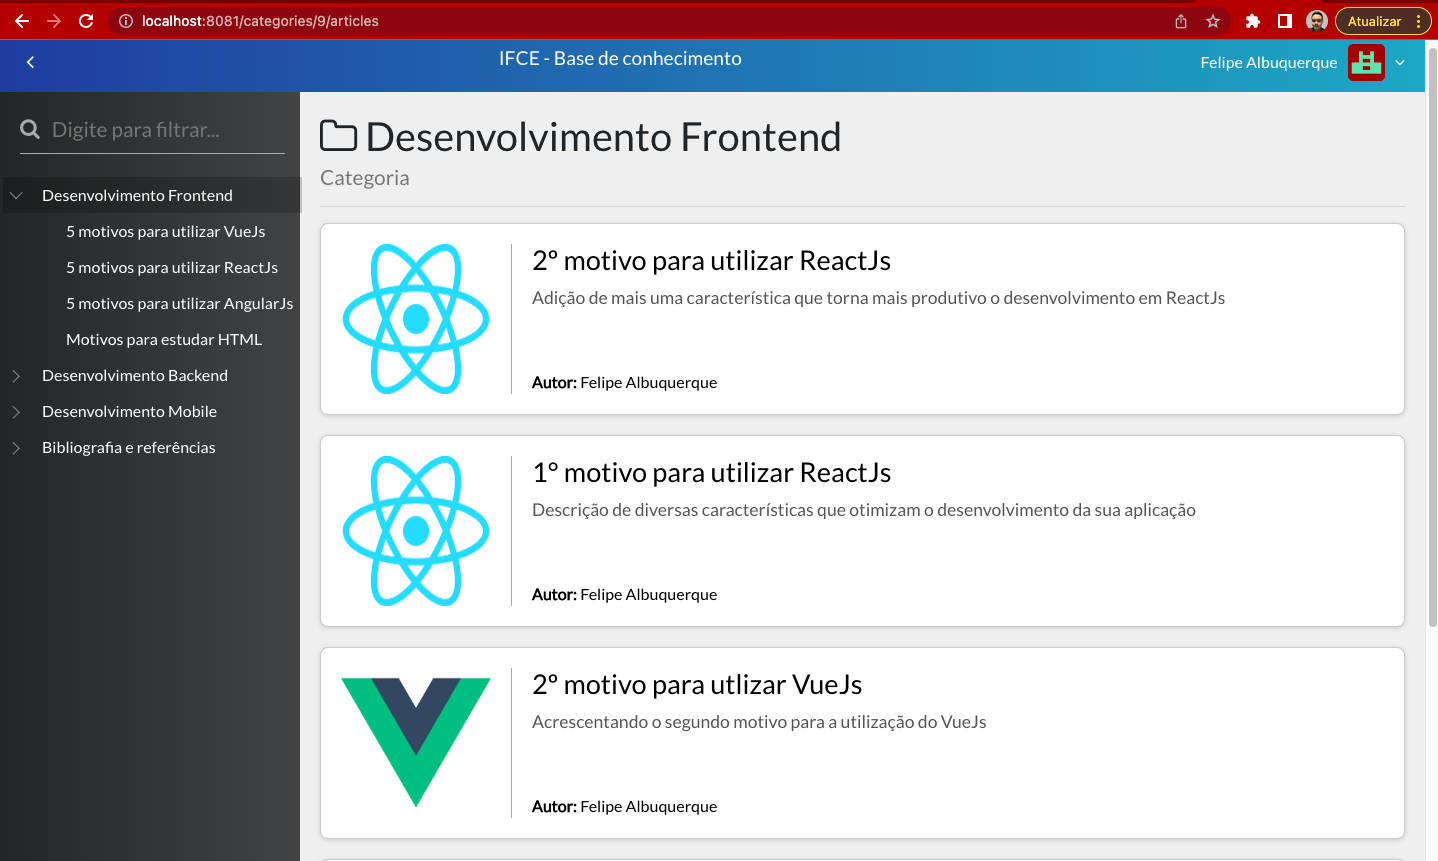 localhost:8081/categories/9/articles
Atualizar
IFCE - Base de conhecimento
Felipe Albuquerque
Digite para filtrar...
Desenvolvimento Frontend
5 motivos para utilizar VueJs
5 motivos para utilizar ReactJs
5 motivos para utilizar AngularJs
Motivos para estudar HTML
Desenvolvimento Backend
Desenvolvimento Mobile
Bibliografia e referências
Desenvolvimento Frontend
Categoria
2º motivo para utilizar ReactJs
Adição de mais uma característica que torna mais produtivo o desenvolvimento em ReactJs
Autor: Felipe Albuquerque
1° motivo para utilizar ReactJs
Descrição de diversas características que otimizam o desenvolvimento da sua aplicação
Autor: Felipe Albuquerque
2º motivo para utlizar VueJs
Acrescentando o segundo motivo para a utilização do VueJs
Autor: Felipe Albuquerque